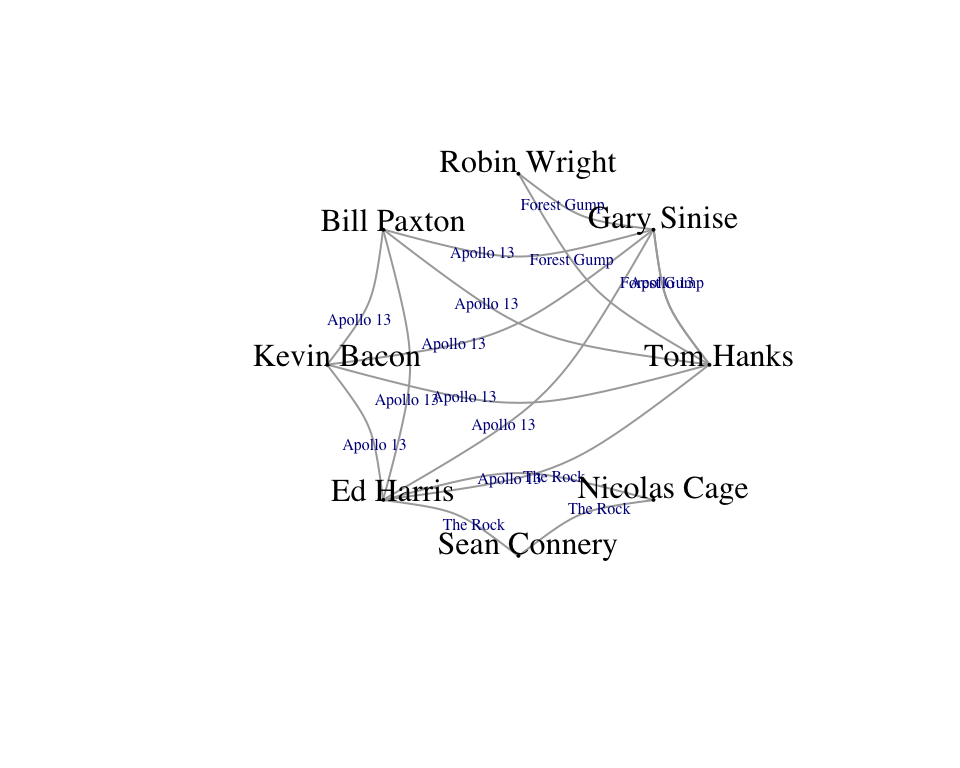 Robin Wright
Forest Gump
Gary Sinise
Bill Paxton
Apollo 13
Forest Gump
Forest Gump
Apollo 13
Apollo 13
Apollo 13
Apollo 13
Kevin Bacon
Tom Hanks
Apollo 13
Apollo 13
Apollo 13
Apollo 13
Apollo 13
The Rock
Ed Harris
Nicolas Cage
The Rock
The Rock
Sean Connery